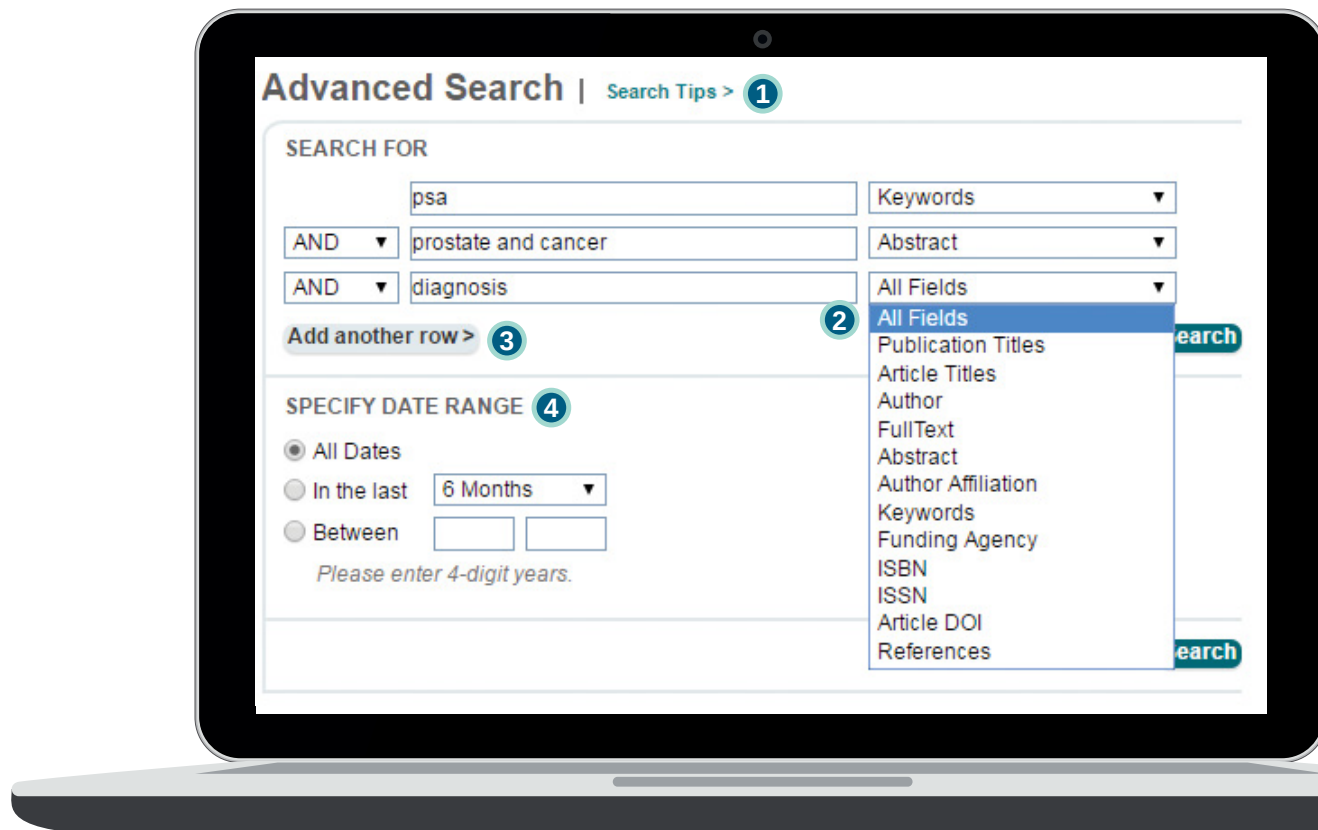 Advanced Search | Search Tips > 1
SEARCH FOR
psa Keywords
AND prostate and cancer Abstract
AND diagnosis All Fields
2 All Fields
Add another row > 3 earch
Publication Titles
Article Titles
SPECIFY DATE RANGE 4 Author
FullText
All Dates Abstract
In the last 6 Months Author Affiliation
Keywords
Between Funding Agency
Please enter 4-digit years. ISBN
ISSN
Article DOI
References earch